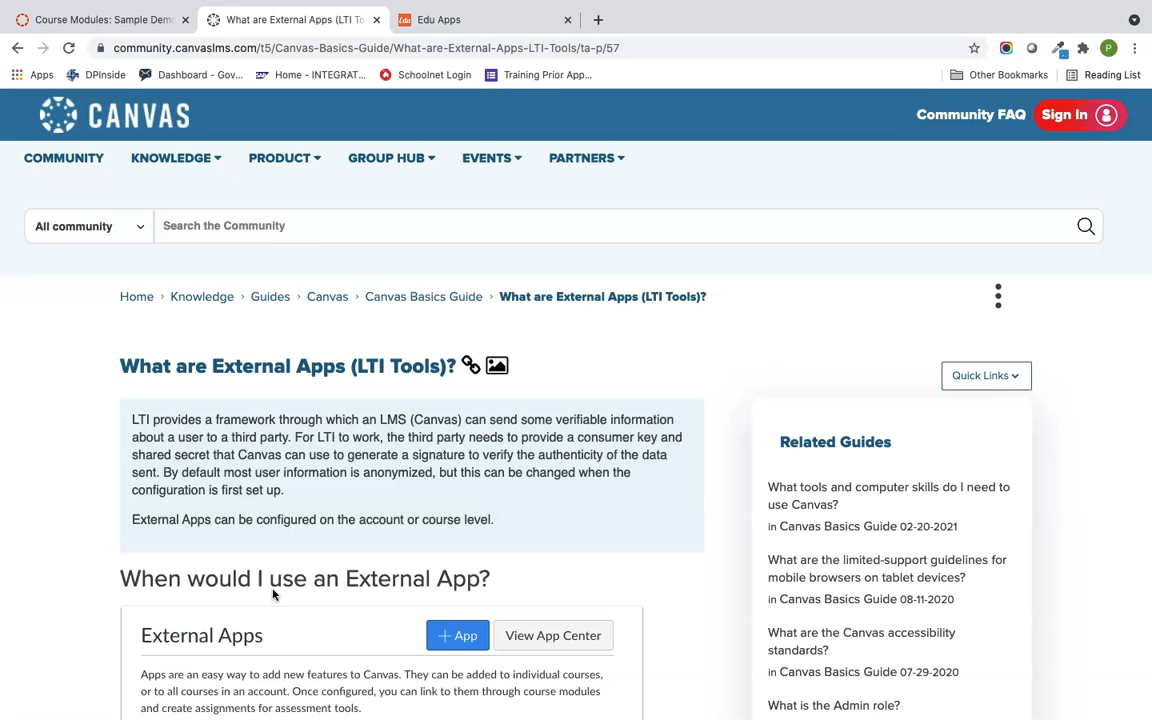 Course Modules: Sample Dem
What are External Apps (LTI To
Edu
Edu Apps
community.canvaslms.com/t5/Canvas-Basics-Guide/What-are-External-Apps-LTI-Tools/ta-p/57
P
Apps
DPInside
Dashboard - Gov...
Home - INTEGRAT...
Schoolnet Login
Training Prior App...
Other Bookmarks
Reading List
CANVAS
Community FAQ
Sign In
COMMUNITY
KNOWLEDGE
PRODUCT
GROUP HUB
EVENTS
PARTNERS
All community
Search the Community
Home › Knowledge › Guides › Canvas › Canvas Basics Guide › What are External Apps (LTI Tools)?
What are External Apps (LTI Tools)?
Quick Links
LTI provides a framework through which an LMS (Canvas) can send some verifiable information
about a user to a third party. For LTI to work, the third party needs to provide a consumer key and
shared secret that Canvas can use to generate a signature to verify the authenticity of the data
sent. By default most user information is anonymized, but this can be changed when the
configuration is first set up.
External Apps can be configured on the account or course level.
When would I use an External App?
External Apps
+ App
View App Center
Apps are an easy way to add new features to Canvas. They can be added to individual courses,
or to all courses in an account. Once configured, you can link to them through course modules
and create assignments for assessment tools.
Related Guides
What tools and computer skills do I need to
use Canvas?
in Canvas Basics Guide 02-20-2021
What are the limited-support guidelines for
mobile browsers on tablet devices?
in Canvas Basics Guide 08-11-2020
What are the Canvas accessibility
standards?
in Canvas Basics Guide 07-29-2020
What is the Admin role?